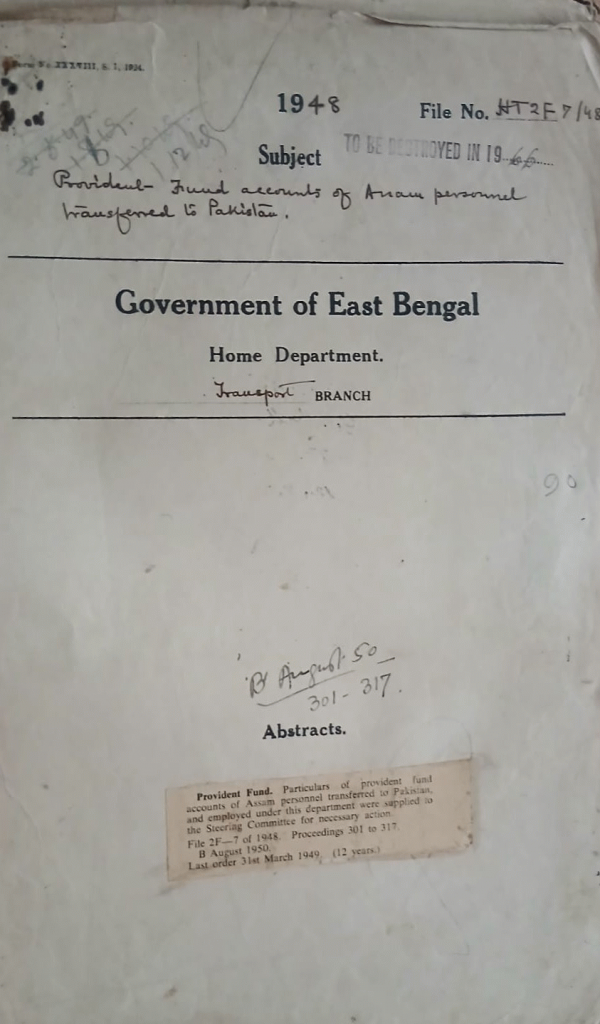 1948
File No. HT2F 7/48
Subject
TO BE DESTROYED IN 1966
Provident Fund accounts of Assam personnel
transferred to Pakistan.
Government of East Bengal
Home Department.
Transport BRANCH
90
'B' August 50
301 - 317.
Abstracts.
Provident Fund. Particulars of provident fund
accounts of Assam personnel transferred to Pakistan,
and employed under this department were supplied to
the Steering Committee for necessary action.
File 2F—7 of 1948. Proceedings 301 to 317.
B August 1950.
Last order 31st March 1949. (12 years.)